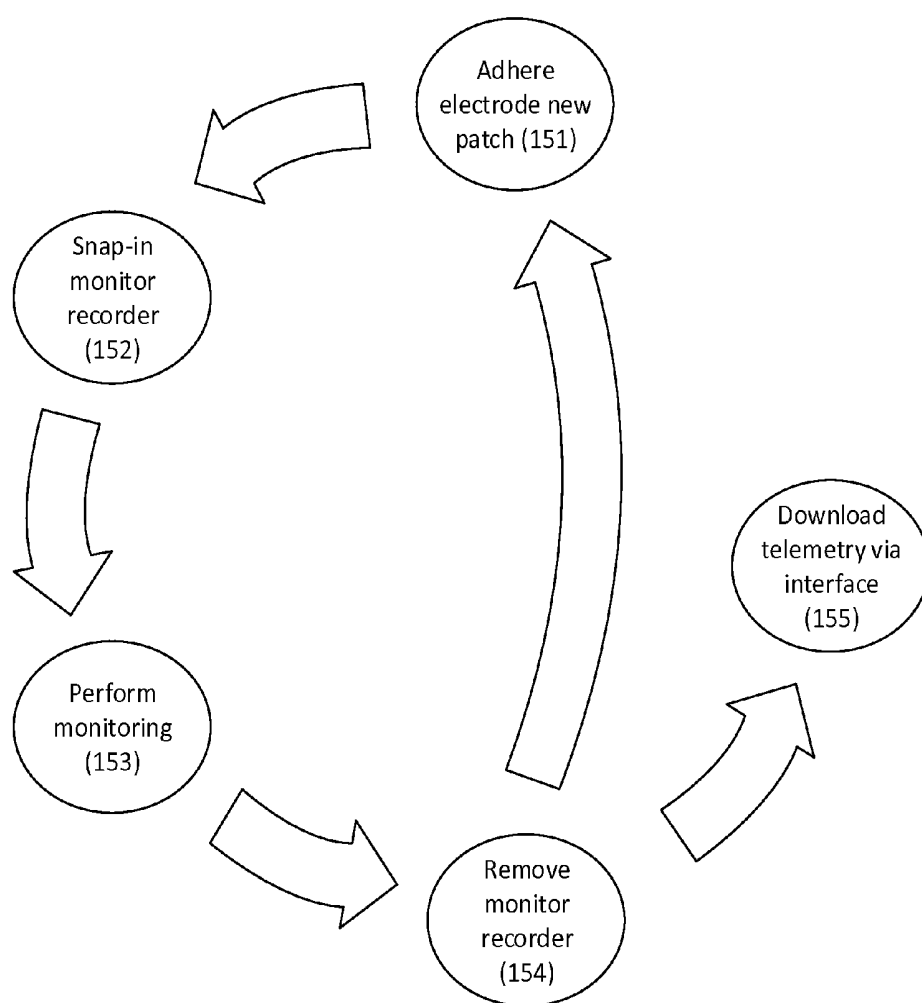 Adhere
electrode new
patch (151)
Snap-in
monitor
recorder
(152)
Perform
monitoring
(153)
Remove
monitor
recorder
(154)
Download
telemetry via
interface
(155)